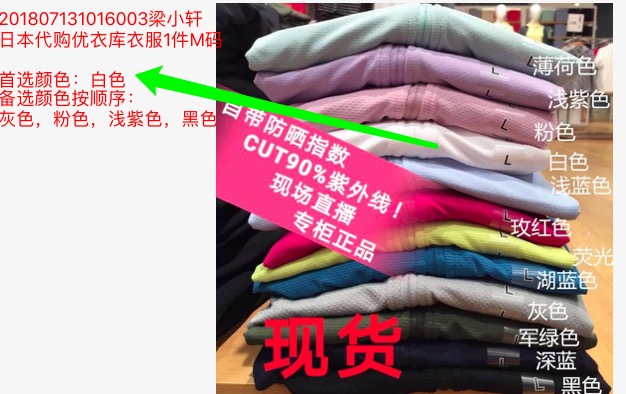 201807131016003梁小轩
日本代购优衣库衣服1件M码
首选颜色：白色
备选颜色按顺序：
灰色，粉色，浅紫色，黑色
自带防晒指数
CUT90%紫外线！
现场直播
专柜正品
薄荷色
浅紫色
粉色
白色
浅蓝色
玫红色
荧光
湖蓝色
灰色
军绿色
深蓝
黑色
现货
L
L
L
L
L
L
L
L
L